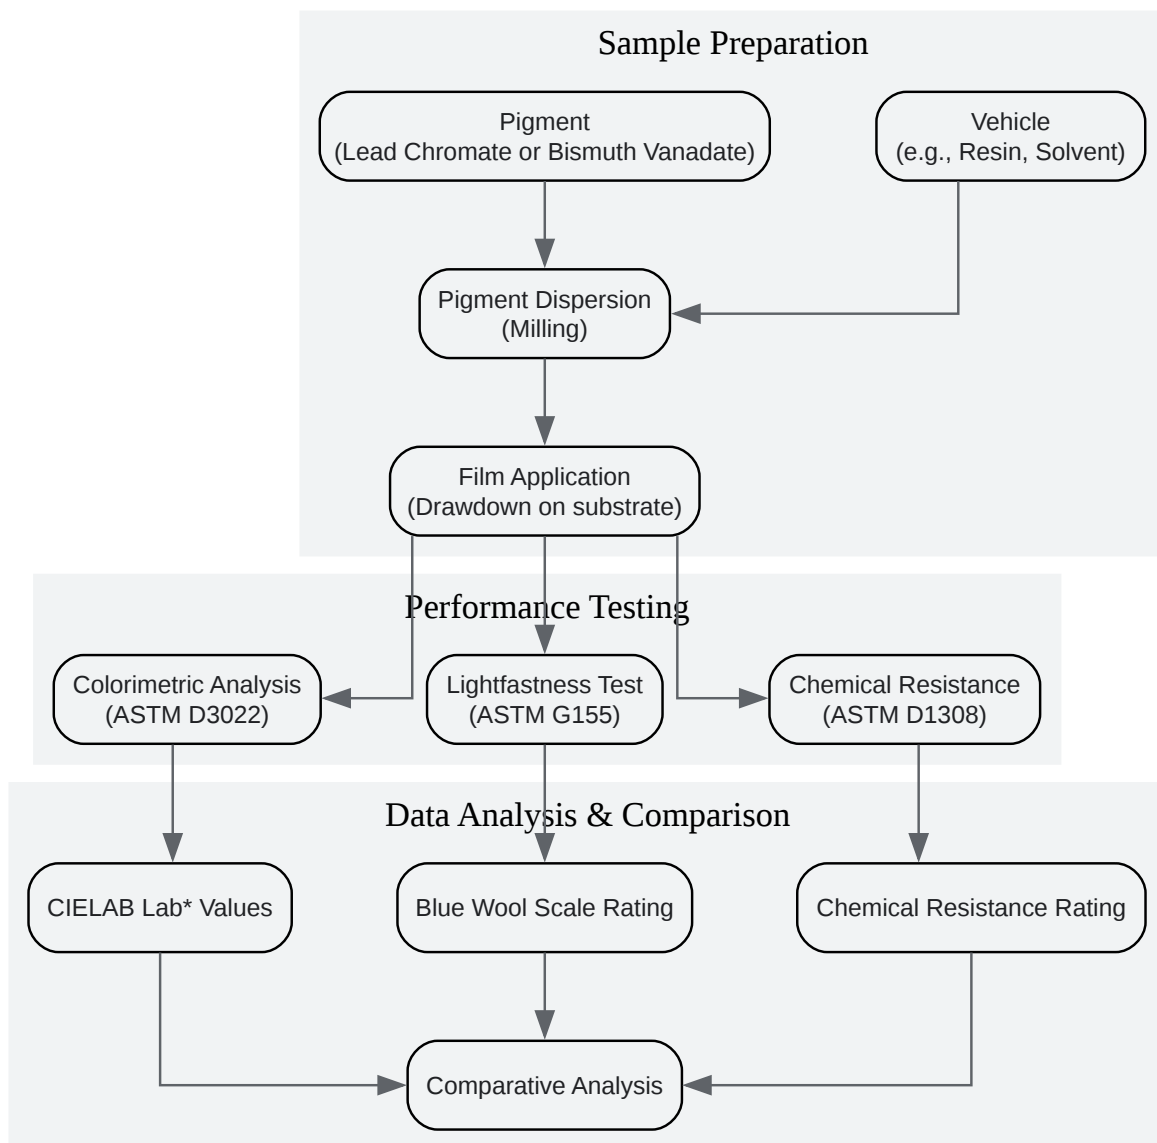 Sample Preparation
Pigment
(Lead Chromate or Bismuth Vanadate)
Vehicle
(e.g., Resin, Solvent)
Pigment Dispersion
(Milling)
Film Application
(Drawdown on substrate)
Performance Testing
Colorimetric Analysis
(ASTM D3022)
Lightfastness Test
(ASTM G155)
Chemical Resistance
(ASTM D1308)
Data Analysis & Comparison
CIELAB Lab* Values
Blue Wool Scale Rating
Chemical Resistance Rating
Comparative Analysis